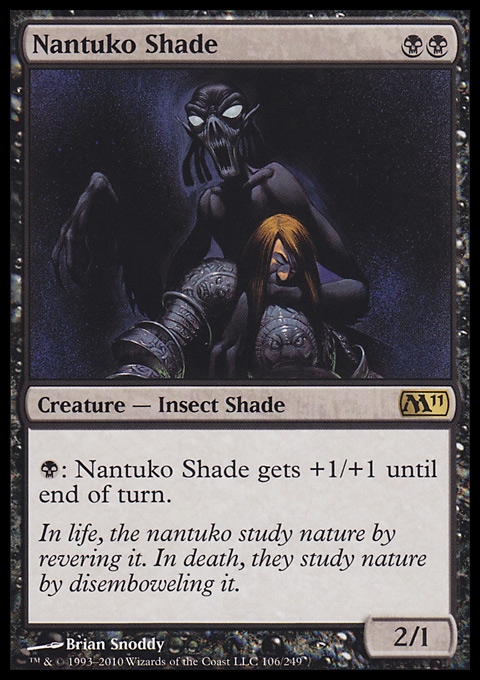 Nantuko Shade
Creature — Insect Shade
M11
: Nantuko Shade gets +1/+1 until
end of turn.
In life, the nantuko study nature by
revering it. In death, they study nature
by disemboweling it.
Brian Snoddy
2/1
™ & © 1993–2010 Wizards of the Coast LLC 106/249